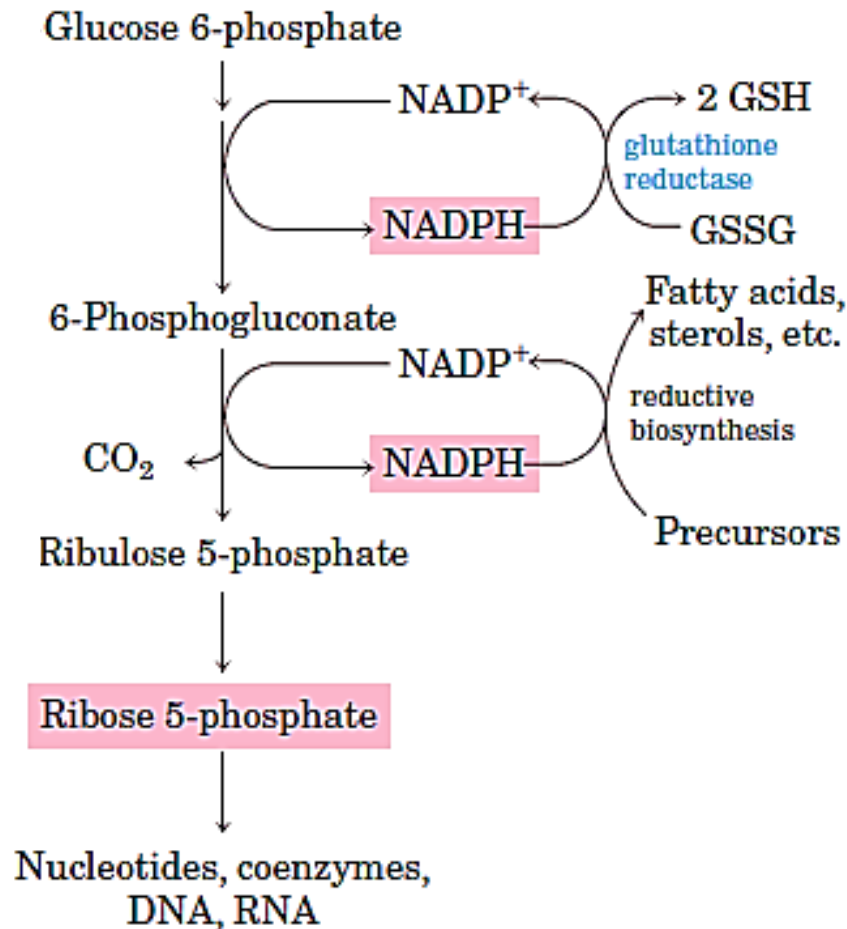 Glucose 6-phosphate
NADP⁺
2 GSH
glutathione
reductase
NADPH
GSSG
6-Phosphogluconate
Fatty acids,
sterols, etc.
NADP⁺
reductive
biosynthesis
CO₂
NADPH
Precursors
Ribulose 5-phosphate
Ribose 5-phosphate
Nucleotides, coenzymes,
DNA, RNA